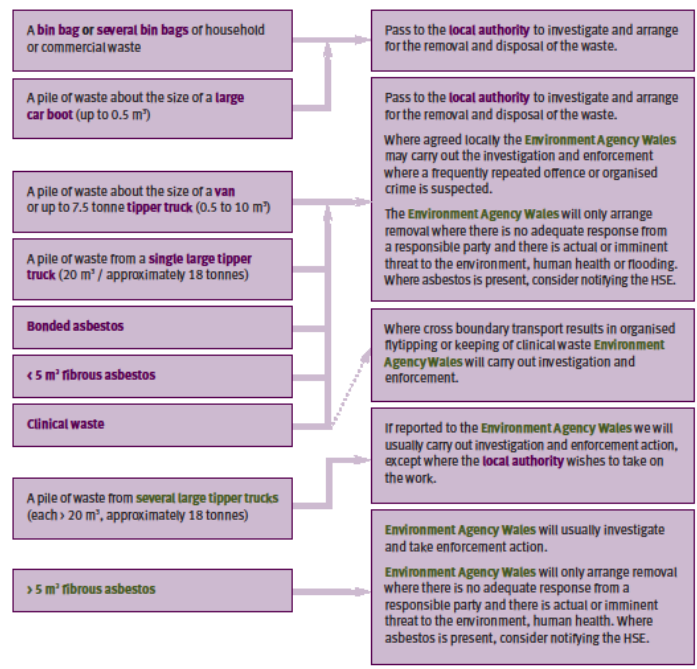 A bin bag or several bin bags of household
or commercial waste
A pile of waste about the size of a large
car boot (up to 0.5 m³)
A pile of waste about the size of a van
or up to 7.5 tonne tipper truck (0.5 to 10 m³)
A pile of waste from a single large tipper
truck (20 m³ / approximately 18 tonnes)
Bonded asbestos
< 5 m³ fibrous asbestos
Clinical waste
A pile of waste from several large tipper trucks
(each > 20 m³, approximately 18 tonnes)
> 5 m³ fibrous asbestos
Pass to the local authority to investigate and arrange
for the removal and disposal of the waste.
Pass to the local authority to investigate and arrange
for the removal and disposal of the waste.
Where agreed locally the Environment Agency Wales
may carry out the investigation and enforcement
where a frequently repeated offence or organised
crime is suspected.
The Environment Agency Wales will only arrange
removal where there is no adequate response from
a responsible party and there is actual or imminent
threat to the environment, human health or flooding.
Where asbestos is present, consider notifying the HSE.
Where cross boundary transport results in organised
flytipping or keeping of clinical waste Environment
Agency Wales will carry out investigation and
enforcement.
If reported to the Environment Agency Wales we will
usually carry out investigation and enforcement action,
except where the local authority wishes to take on
the work.
Environment Agency Wales will usually investigate
and take enforcement action.
Environment Agency Wales will only arrange removal
where there is no adequate response from a
responsible party and there is actual or imminent
threat to the environment, human health. Where
asbestos is present, consider notifying the HSE.